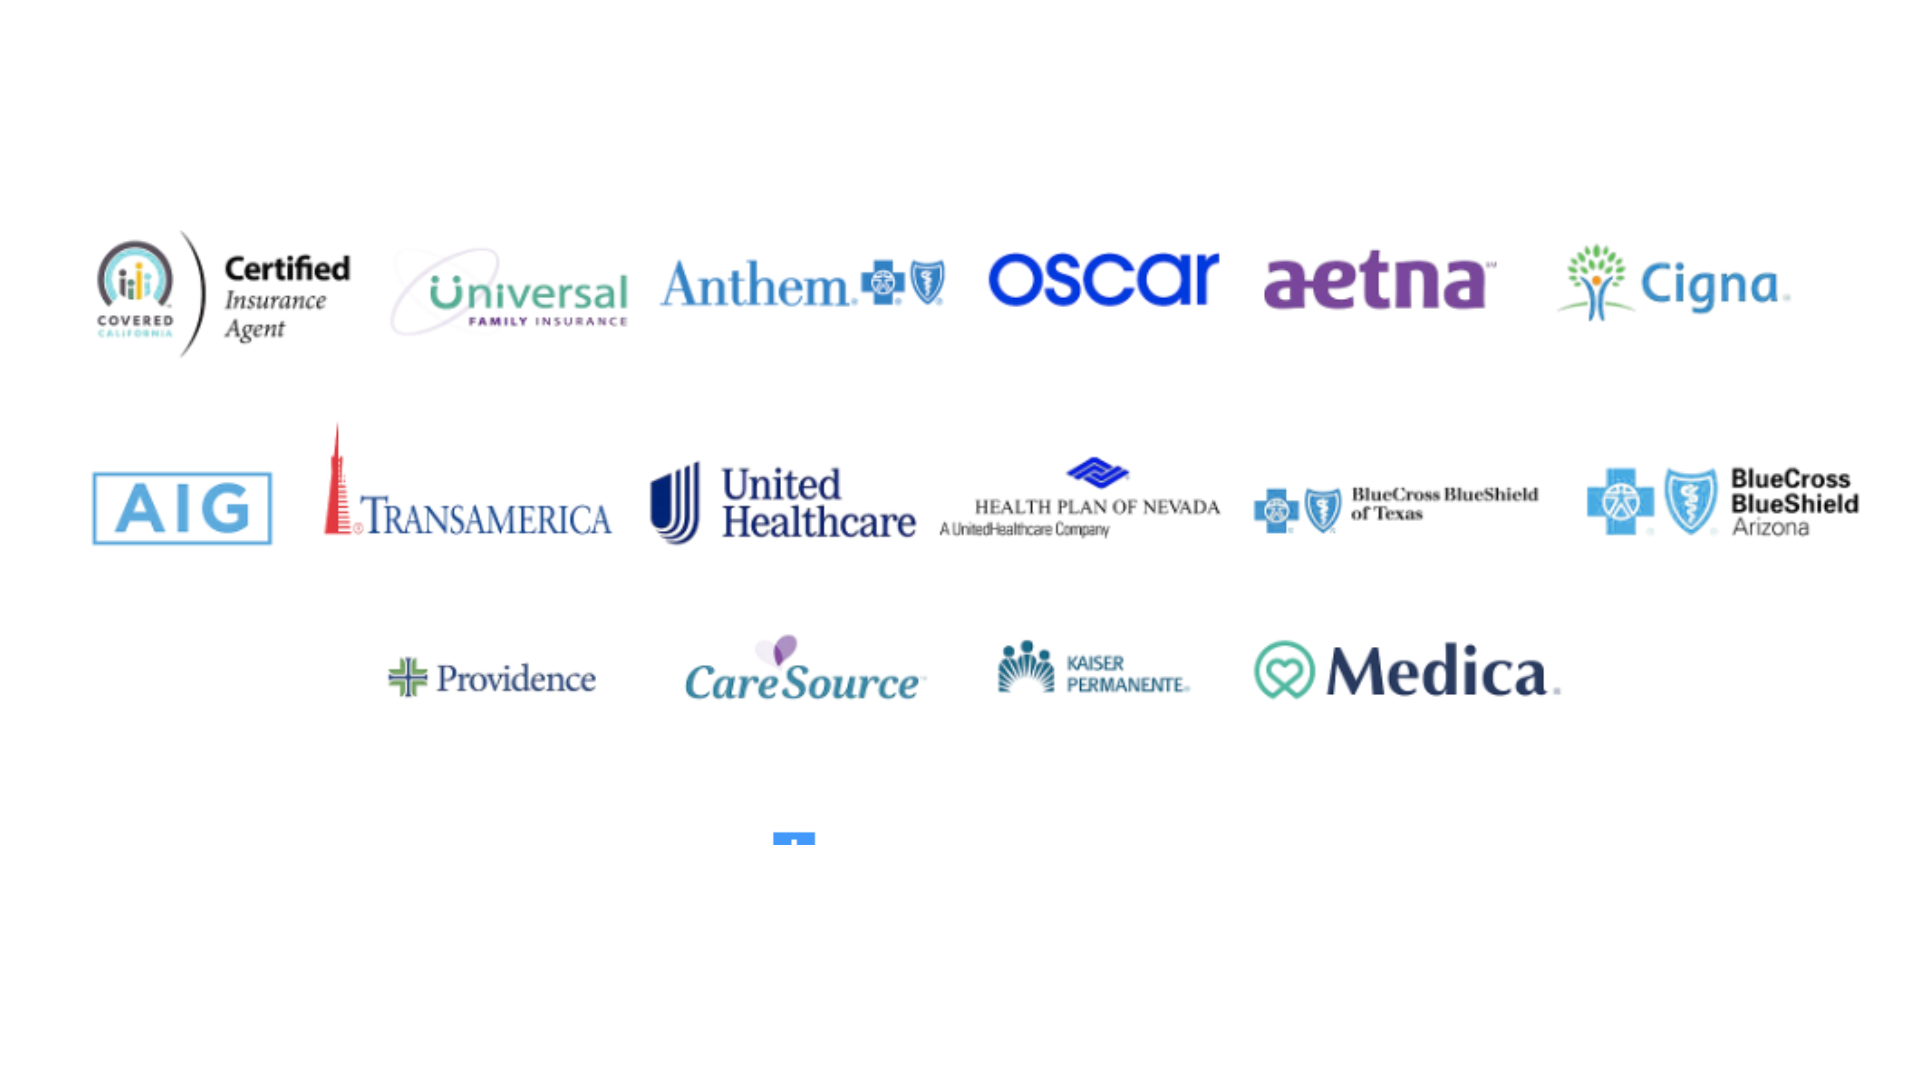 COVERED
CALIFORNIA
Certified
Insurance
Agent
Universal
FAMILY INSURANCE
Anthem
oscar
aetna
Cigna
AIG
TRANSAMERICA
United
Healthcare
HEALTH PLAN OF NEVADA
A UnitedHealthcare Company
BlueCross BlueShield
of Texas
BlueCross
BlueShield
Arizona
Providence
CareSource
KAISER
PERMANENTE
Medica